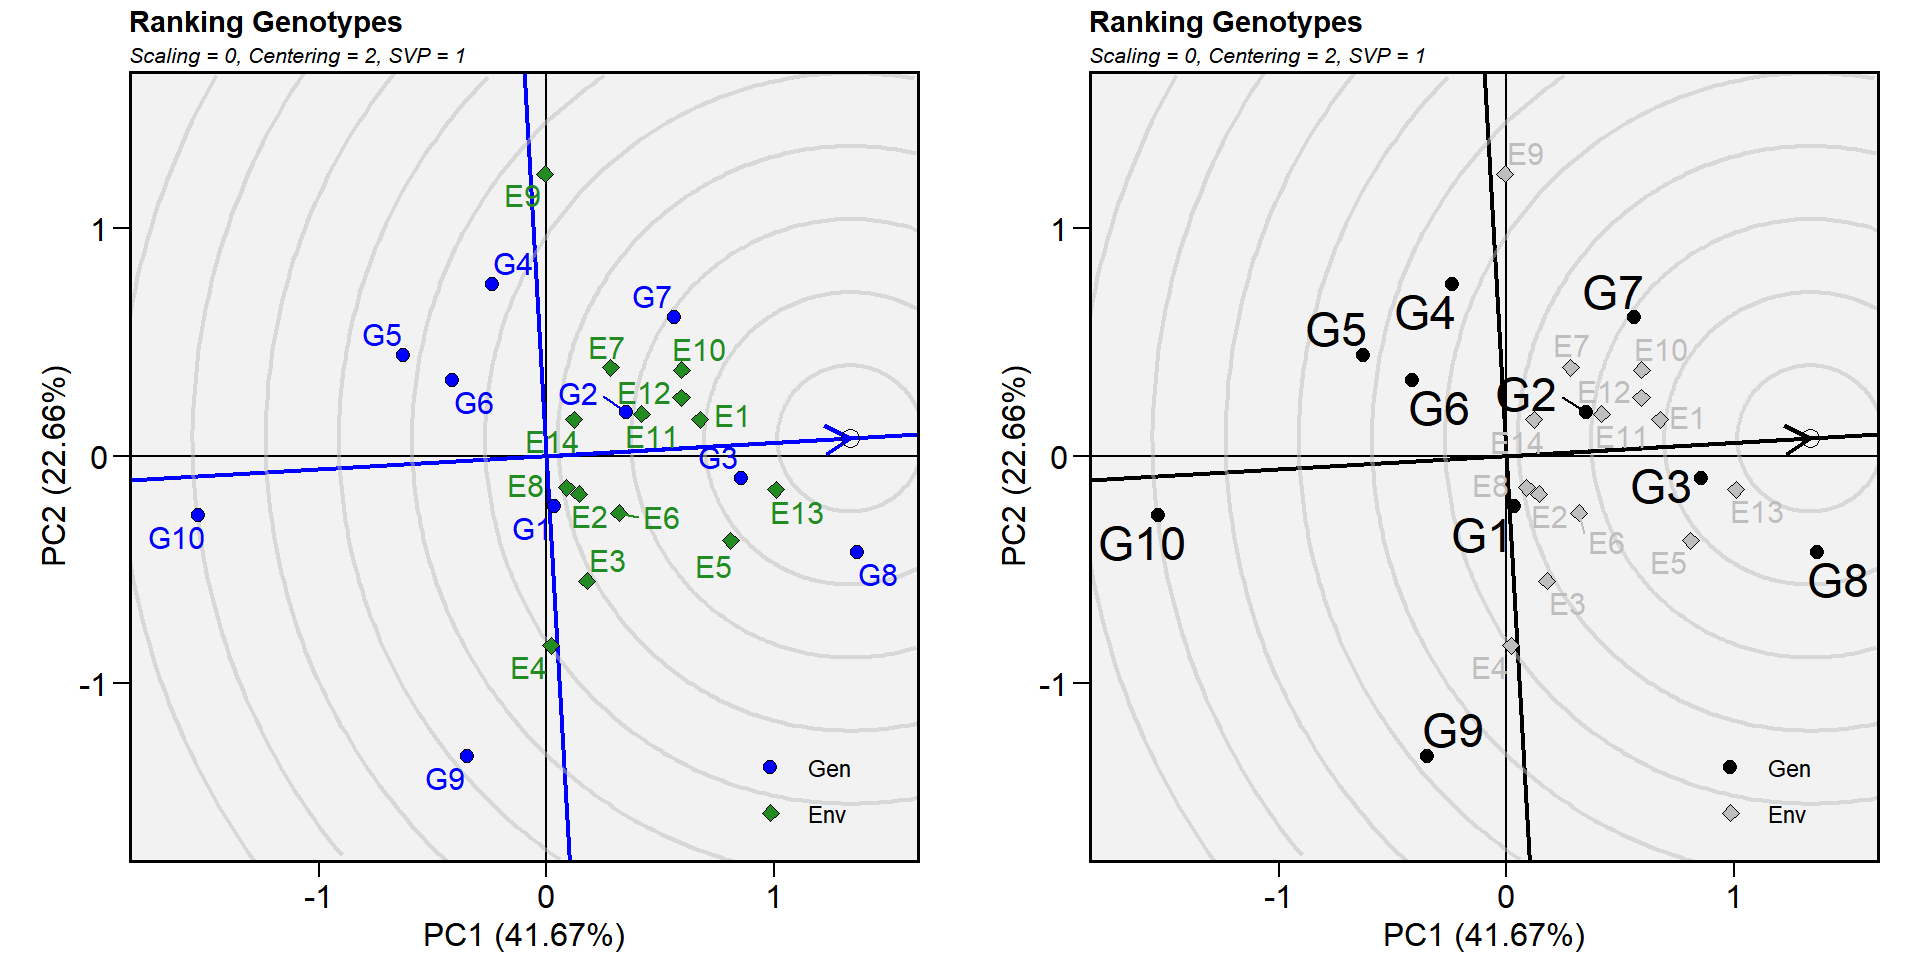 Ranking Genotypes
Scaling = 0, Centering = 2, SVP = 1
E9
1
G4
G7
G5
E7
E10
G2
E12
G6
E1
E14
E11
0
G3
E8
G1
E2
E6
E13
G10
E3
E5
G8
E4
-1
G9
Gen
Env
-1
0
1
PC1 (41.67%)
PC2 (22.66%)
Ranking Genotypes
Scaling = 0, Centering = 2, SVP = 1
E9
1
G7
G4
G5
E7
E10
G2
E12
G6
E1
E14
E11
0
E8
G3
E2
E13
G1
G10
E6
E5
G8
E3
E4
-1
G9
Gen
Env
-1
0
1
PC1 (41.67%)
PC2 (22.66%)